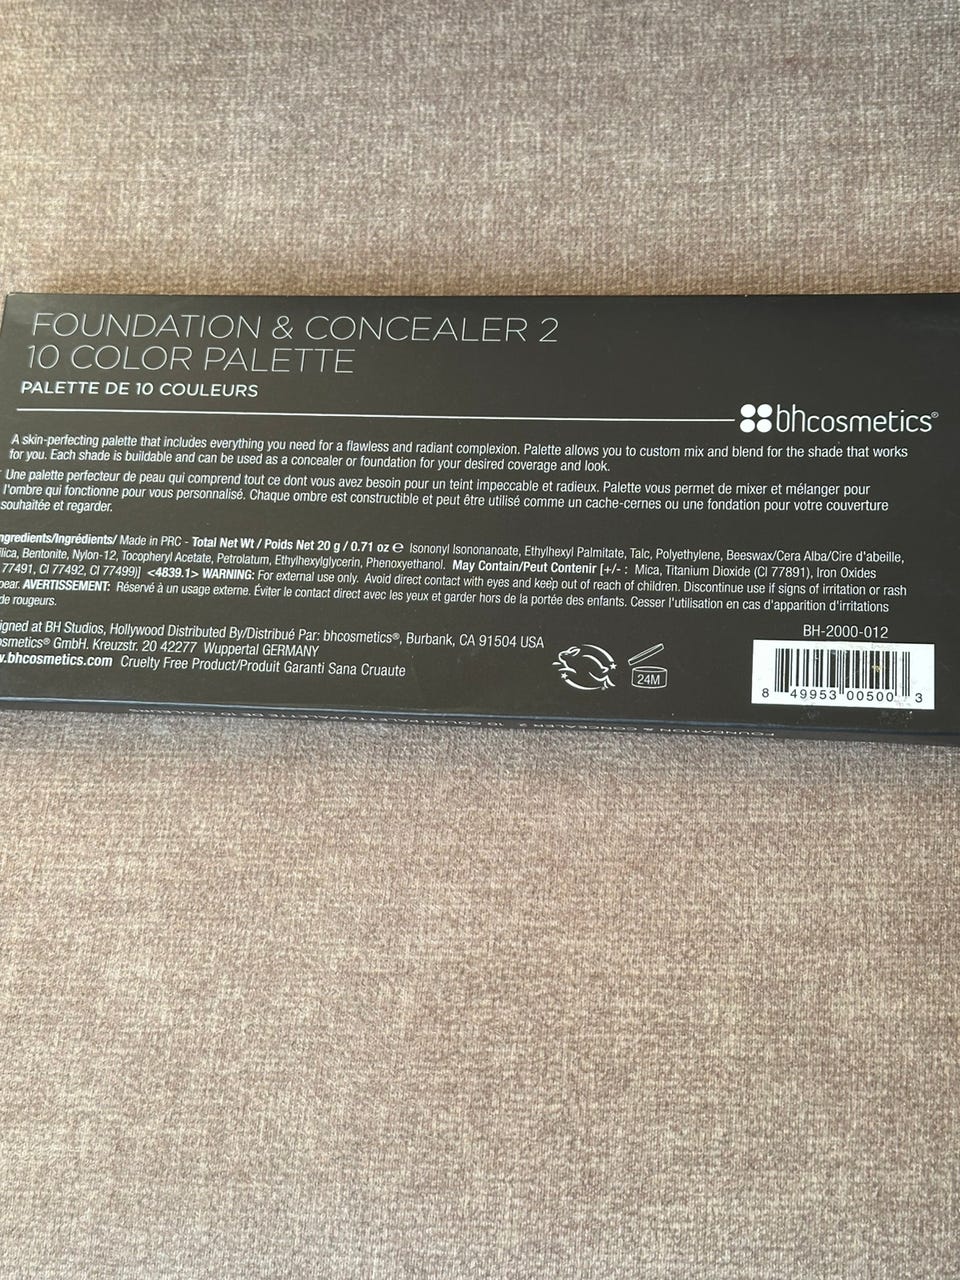 FOUNDATION & CONCEALER 2
10 COLOR PALETTE
PALETTE DE 10 COULEURS
bhcosmetics®
A skin-perfecting palette that includes everything you need for a flawless and radiant complexion. Palette allows you to custom mix and blend for the shade that works
for you. Each shade is buildable and can be used as a concealer or foundation for your desired coverage and look.
Une palette perfecteur de peau qui comprend tout ce dont vous avez besoin pour un teint impeccable et radieux. Palette vous permet de mixer et mélanger pour
l'ombre qui fonctionne pour vous personnalisé. Chaque ombre est constructible et peut être utilisé comme un cache-cernes ou une fondation pour votre couverture
souhaitée et regarder.
ngredients/Ingrédients/ Made in PRC - Total Net Wt / Poids Net 20 g / 0.71 oz e Isononyl Isononanoate, Ethylhexyl Palmitate, Talc, Polyethylene, Beeswax/Cera Alba/Cire d'abeille,
ilica, Bentonite, Nylon-12, Tocopheryl Acetate, Petrolatum, Ethylhexylglycerin, Phenoxyethanol. May Contain/Peut Contenir [+/- : Mica, Titanium Dioxide (CI 77891), Iron Oxides
77491, CI 77492, CI 77499)] <4839.1> WARNING: For external use only. Avoid direct contact with eyes and keep out of reach of children. Discontinue use if signs of irritation or rash
pear. AVERTISSEMENT: Réservé à un usage externe. Éviter le contact direct avec les yeux et garder hors de la portée des enfants. Cesser l'utilisation en cas d'apparition d'irritations
de rougeurs.
igned at BH Studios, Hollywood Distributed By/Distribué Par: bhcosmetics®, Burbank, CA 91504 USA
osmetics® GmbH. Kreuzstr. 20 42277 Wuppertal GERMANY
w.bhcosmetics.com Cruelty Free Product/Produit Garanti Sana Cruaute
24M
BH-2000-012
8 49953 00500 3